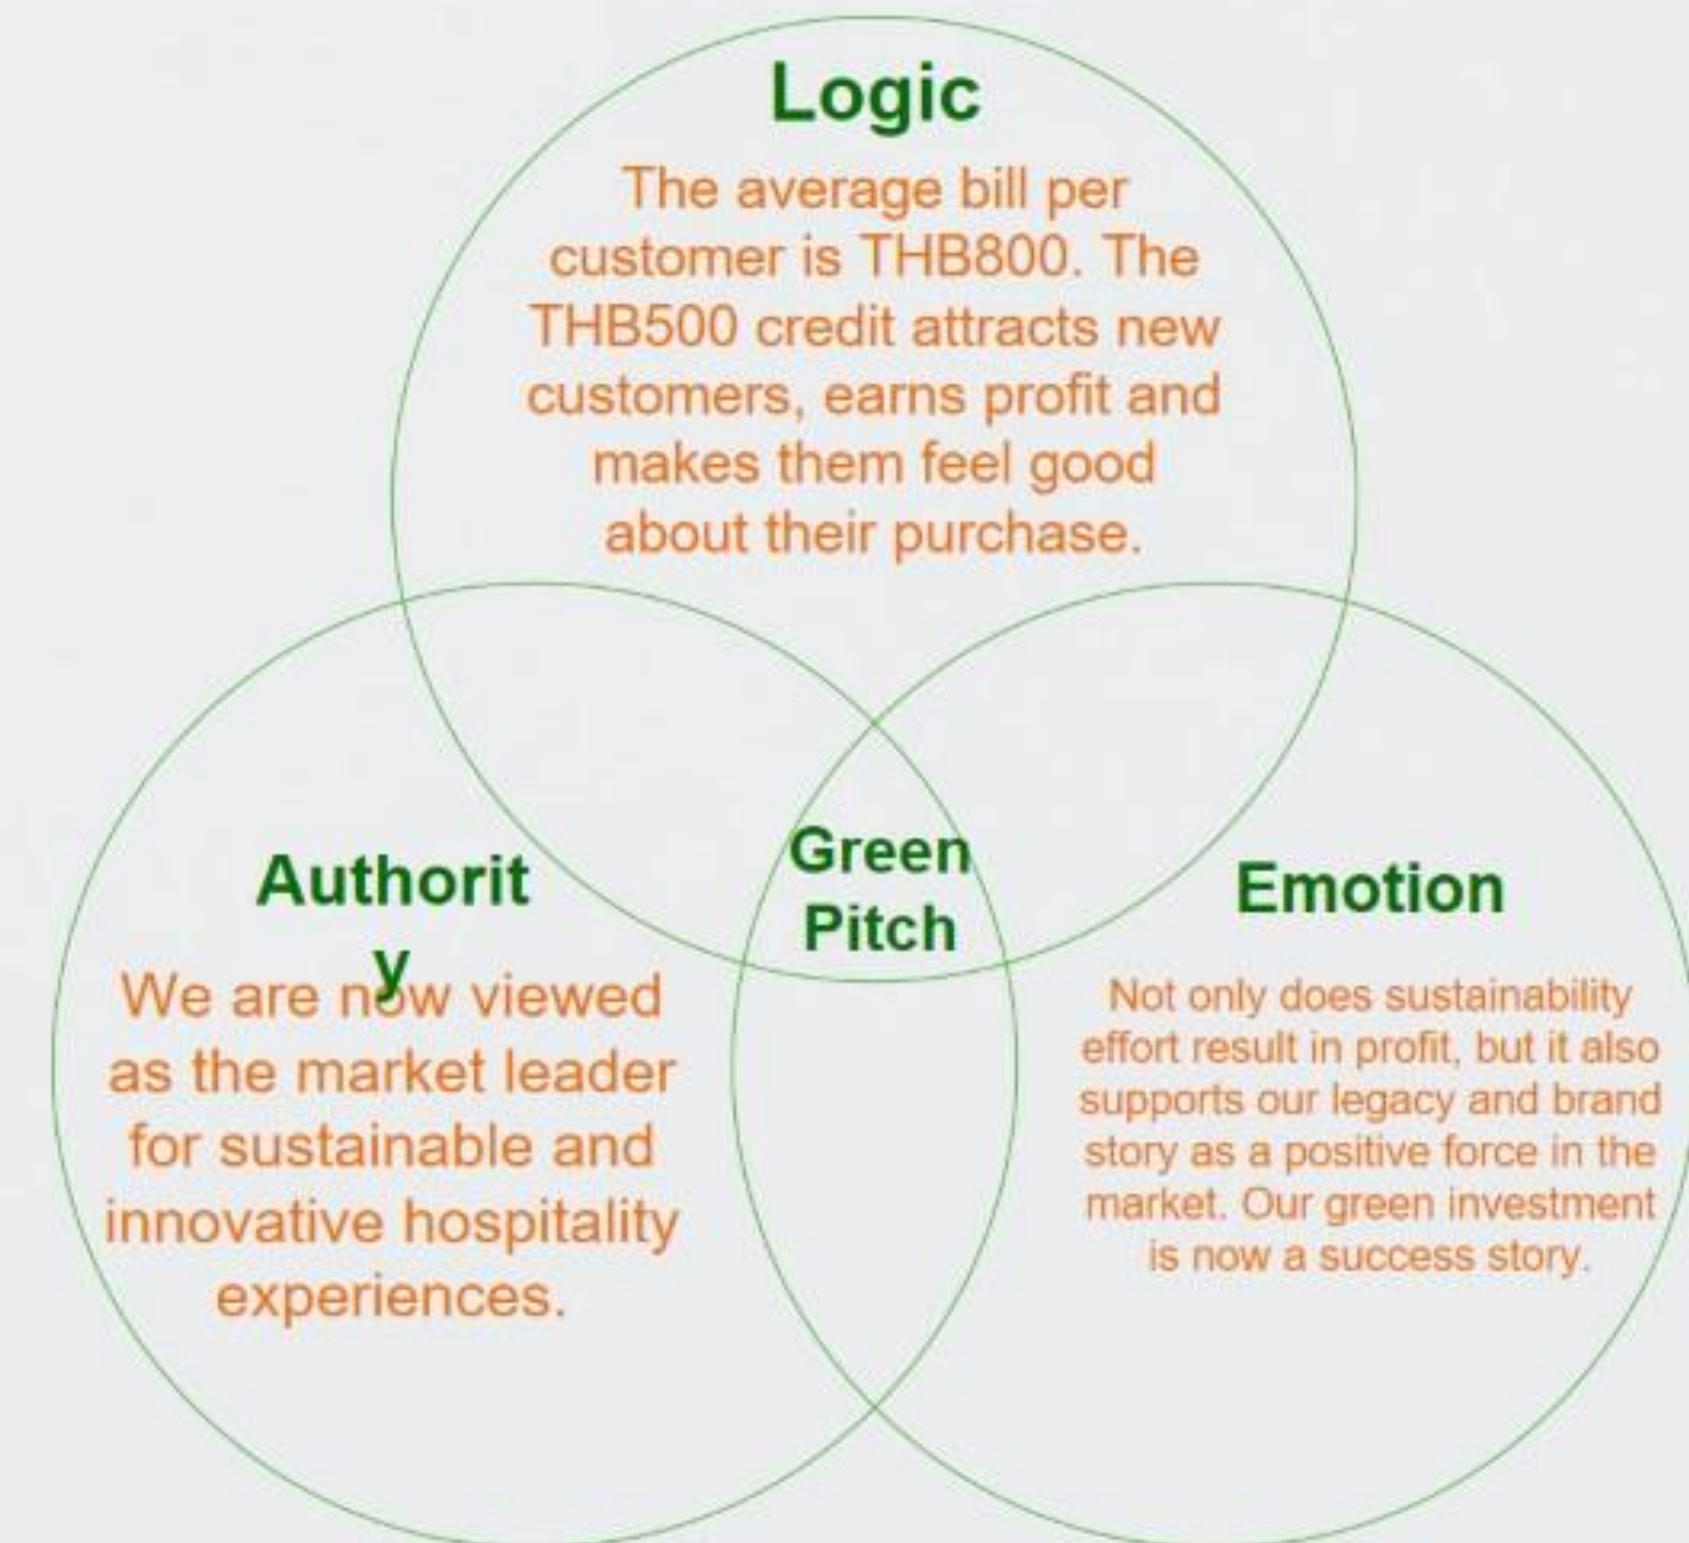 Logic
The average bill per
customer is THB800. The
THB500 credit attracts new
customers, earns profit and
makes them feel good
about their purchase.
Green
Pitch
Authorit
y
We are now viewed
as the market leader
for sustainable and
innovative hospitality
experiences.
Emotion
Not only does sustainability
effort result in profit, but it also
supports our legacy and brand
story as a positive force in the
market. Our green investment
is now a success story.